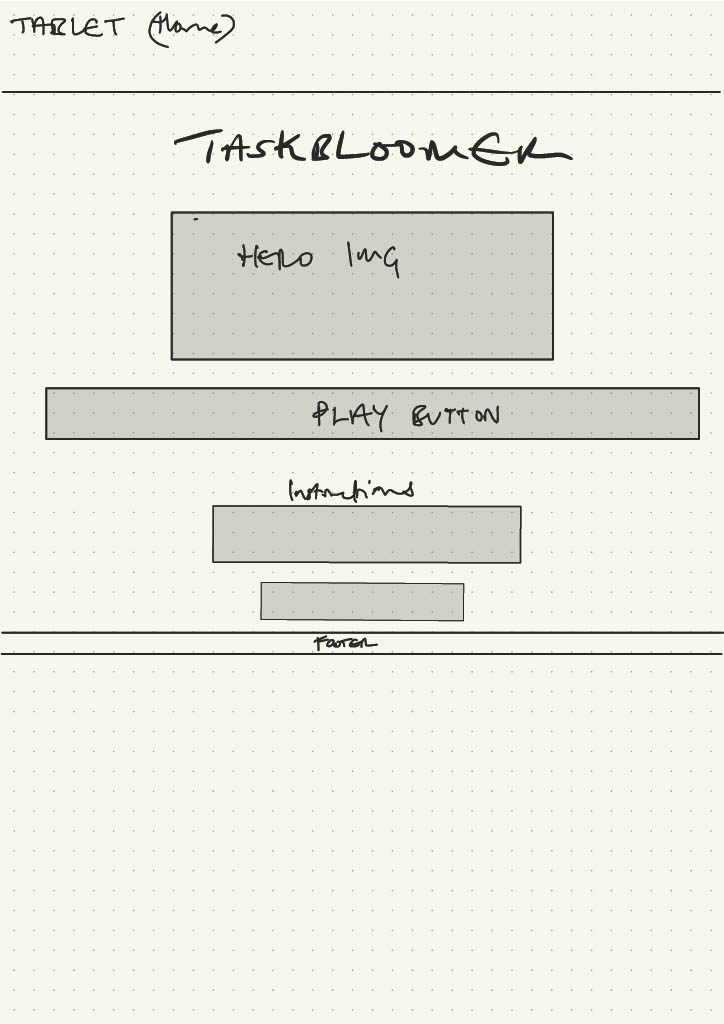 TABLET (Home)
TASKBLOOMER
HERO IMG
PLAY BUTTON
Instructions
FOOTER